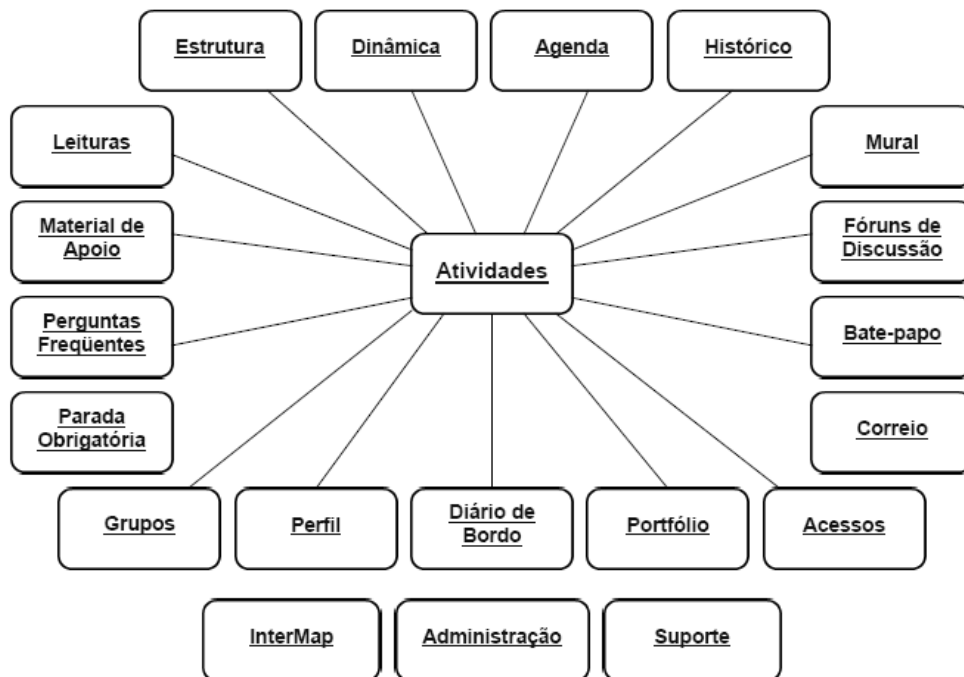 Estrutura
Dinâmica
Agenda
Histórico
Leituras
Mural
Material de
Apoio
Fóruns de
Discussão
Atividades
Perguntas
Freqüentes
Bate-papo
Parada
Obrigatória
Correio
Grupos
Perfil
Diário de
Bordo
Portfólio
Acessos
InterMap
Administração
Suporte